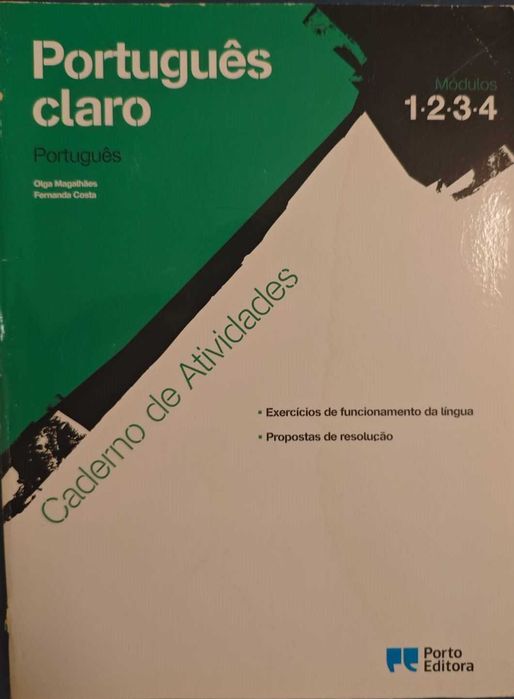 Português
claro
Português
Olga Magalhães
Fernanda Costa
Módulos
1·2·3·4
Caderno de Atividades
▪ Exercícios de funcionamento da língua
▪ Propostas de resolução
Porto
Editora